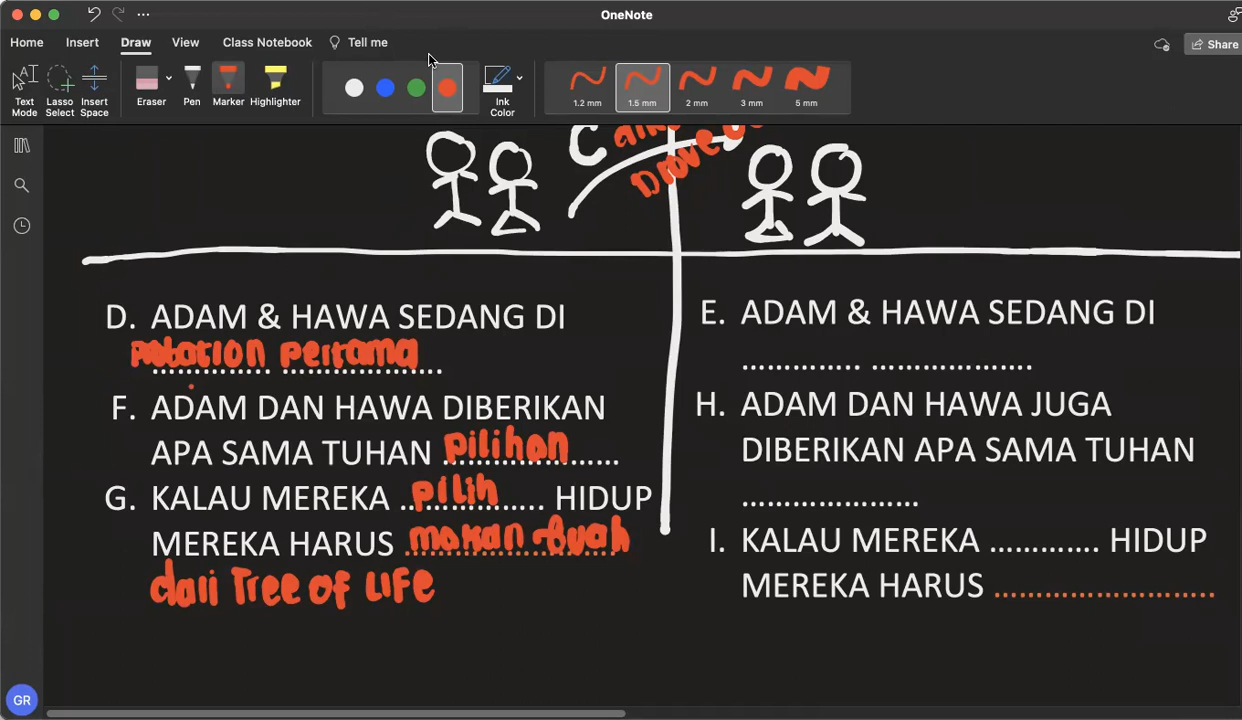 OneNote
Home Insert Draw View Class Notebook Tell me
Share
Text Mode
Lasso Select
Insert Space
Eraser
Pen
Marker
Highlighter
Ink Color
1.2 mm
1.5 mm
2 mm
3 mm
5 mm
C
Drove
D. ADAM & HAWA SEDANG DI
pertama
............. ..................
F. ADAM DAN HAWA DIBERIKAN
APA SAMA TUHAN pilihan
G. KALAU MEREKA pilih HIDUP
MEREKA HARUS makan buah
dari Tree of LIFE
E. ADAM & HAWA SEDANG DI
.............. ...................
H. ADAM DAN HAWA JUGA
DIBERIKAN APA SAMA TUHAN
....................
I. KALAU MEREKA ............. HIDUP
MEREKA HARUS ..........................
GR